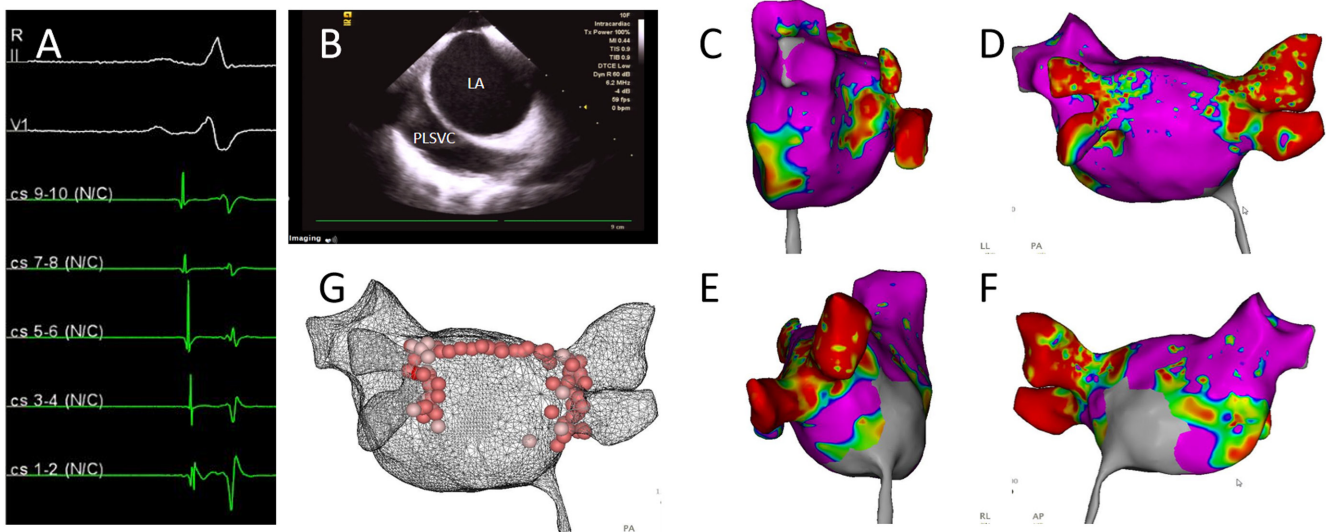 A
R
II
V1
cs 9-10 (N/C)
cs 7-8 (N/C)
cs 5-6 (N/C)
cs 3-4 (N/C)
cs 1-2 (N/C)
B
10F
Intracardiac
Tx Power 100%
MI 0.44
TIS 0.9
TIB 0.9
DTCE Low
Dyn R 60 dB
6.2 MHz
-4 dB
59 fps
0 bpm
LA
PLSVC
9 cm
Imaging
C
D
LL PA
G
PA
E
F
RL AP